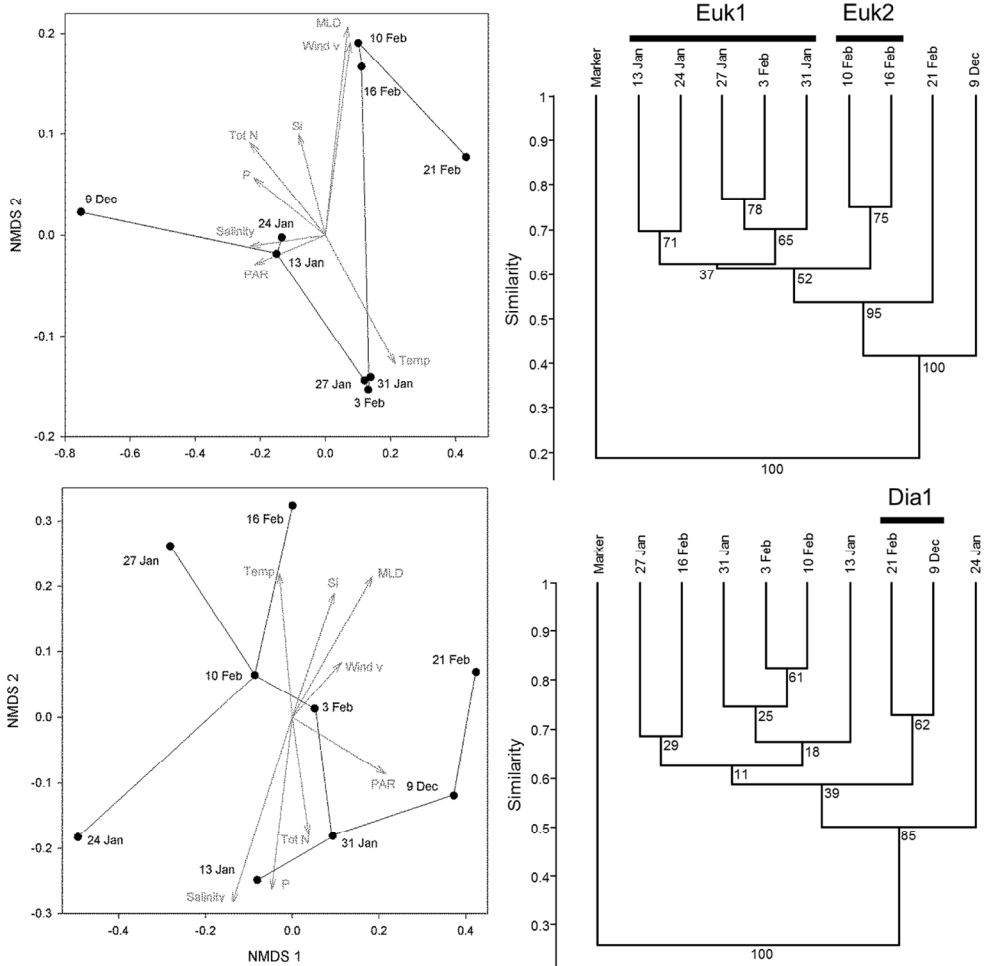 0.2
0.1
0.0
-0.1
-0.2
NMDS 2
-0.8
-0.6
-0.4
-0.2
0.0
0.2
0.4
MLD
Wind v
10 Feb
16 Feb
21 Feb
Si
Tot N
P
9 Dec
24 Jan
Salinity
13 Jan
PAR
Temp
27 Jan
31 Jan
3 Feb
Euk1
Euk2
Marker
13 Jan
24 Jan
27 Jan
3 Feb
31 Jan
10 Feb
16 Feb
21 Feb
9 Dec
Similarity
1
0.9
0.8
0.7
0.6
0.5
0.4
0.3
0.2
78
75
71
65
37
52
95
100
100
0.3
0.2
0.1
0.0
-0.1
-0.2
-0.3
NMDS 2
-0.4
-0.2
0.0
0.2
0.4
NMDS 1
16 Feb
27 Jan
Temp
Si
MLD
Wind v
21 Feb
10 Feb
3 Feb
PAR
9 Dec
24 Jan
Tot N
31 Jan
13 Jan
P
Salinity
Dia1
Marker
27 Jan
16 Feb
31 Jan
3 Feb
10 Feb
13 Jan
21 Feb
9 Dec
24 Jan
Similarity
1
0.9
0.8
0.7
0.6
0.5
0.4
0.3
61
25
62
29
18
11
39
85
100